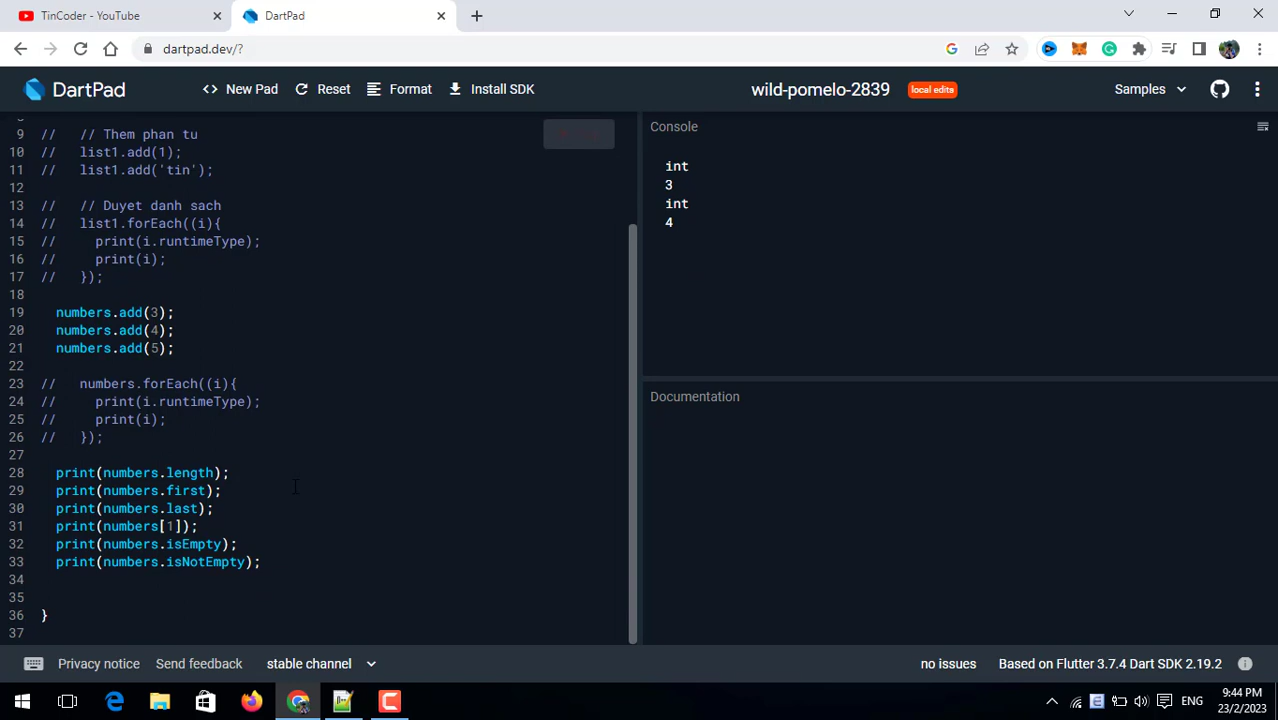 TinCoder - YouTube
DartPad
dartpad.dev/?
DartPad
<> New Pad
Reset
Format
Install SDK
wild-pomelo-2839
local edits
Samples
9 //   // Them phan tu
10 //   list1.add(1);
11 //   list1.add('tin');
12
13 //   // Duyet danh sach
14 //   list1.forEach((i){
15 //     print(i.runtimeType);
16 //     print(i);
17 //   });
18
19   numbers.add(3);
20   numbers.add(4);
21   numbers.add(5);
22
23 //   numbers.forEach((i){
24 //     print(i.runtimeType);
25 //     print(i);
26 //   });
27
28   print(numbers.length);
29   print(numbers.first);
30   print(numbers.last);
31   print(numbers[1]);
32   print(numbers.isEmpty);
33   print(numbers.isNotEmpty);
34
35
36 }
37
Console
int
3
int
4
Documentation
Privacy notice
Send feedback
stable channel
no issues
Based on Flutter 3.7.4 Dart SDK 2.19.2
ENG
9:44 PM
23/2/2023